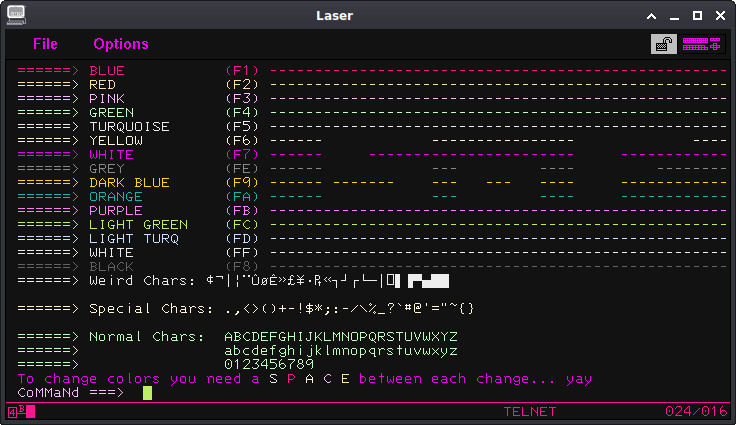 Laser
File Options
======> BLUE (F1) -----------------------------------------------------
======> RED (F2) -----------------------------------------------------
======> PINK (F3) -----------------------------------------------------
======> GREEN (F4) -----------------------------------------------------
======> TURQUOISE (F5) -----------------------------------------------------
======> YELLOW (F6) ------ ------------------------ ----
======> WHITE (F7) ------ ------------------------ ------------
======> GREY (FE) --- --- ----------
======> DARK BLUE (F9) ------ ------- --- --- ---- ------------
======> ORANGE (FA) -----------------------------------------------------
======> PURPLE (FB) -----------------------------------------------------
======> LIGHT GREEN (FC) -----------------------------------------------------
======> LIGHT TURQ (FD) -----------------------------------------------------
======> WHITE (FF) -----------------------------------------------------
======> BLACK (F8) -----------------------------------------------------
======> Weird Chars:
======> Special Chars: .,<>()+-!$*;:-/\%_?`#@'="~{}
======> Normal Chars: ABCDEFGHIJKLMNOPQRSTUVWXYZ
======> abcdefghijklmnopqrstuvwxyz
======> 0123456789
To change colors you need a S P A C E between each change... yay
CoMMaNd ===>
4 B TELNET 024/016